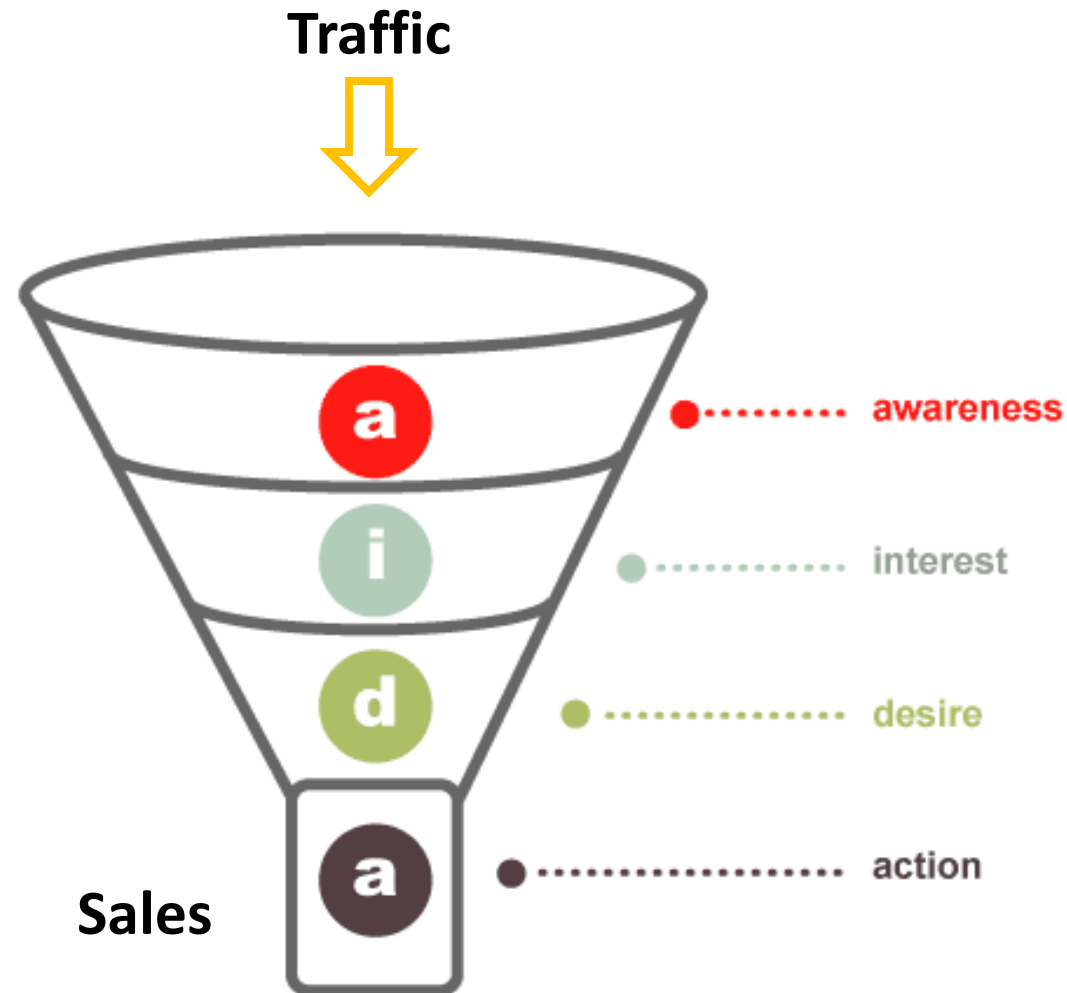 Traffic
a
awareness
i
interest
d
desire
a
action
Sales